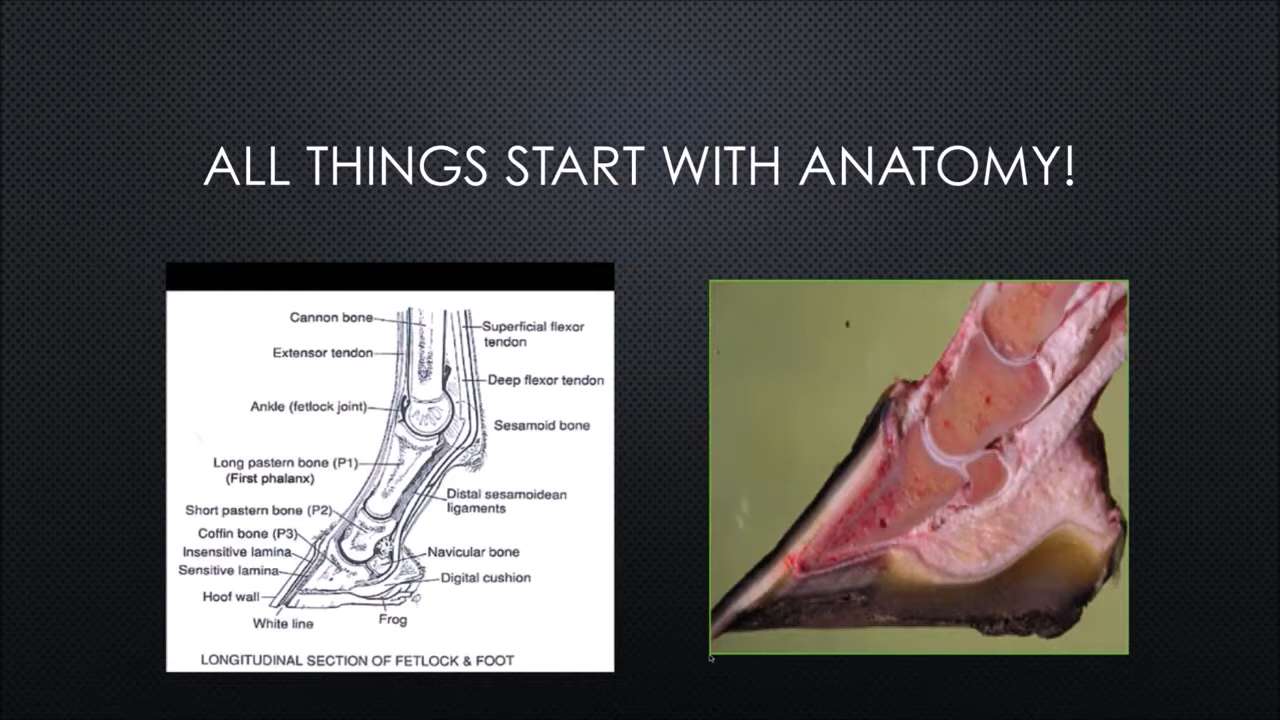 ALL THINGS START WITH ANATOMY!
Cannon bone
Extensor tendon
Ankle (fetlock joint)
Long pastern bone (P1)
(First phalanx)
Short pastern bone (P2)
Coffin bone (P3)
Insensitive lamina
Sensitive lamina
Hoof wall
White line
Superficial flexor
tendon
Deep flexor tendon
Sesamoid bone
Distal sesamoidean
ligaments
Navicular bone
Digital cushion
Frog
LONGITUDINAL SECTION OF FETLOCK & FOOT